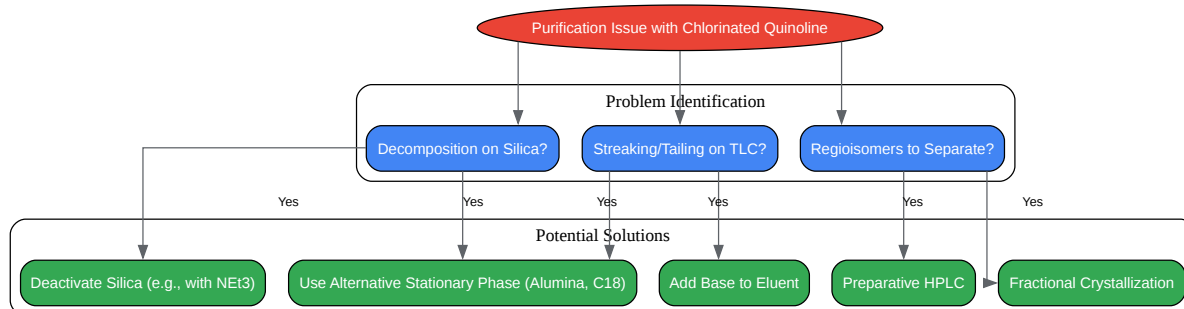 Purification Issue with Chlorinated Quinoline
Problem Identification
Decomposition on Silica?
Streaking/Tailing on TLC?
Regioisomers to Separate?
Yes
Yes
Yes
Yes
Yes
Potential Solutions
Deactivate Silica (e.g., with NEt3)
Use Alternative Stationary Phase (Alumina, C18)
Add Base to Eluent
Preparative HPLC
Fractional Crystallization